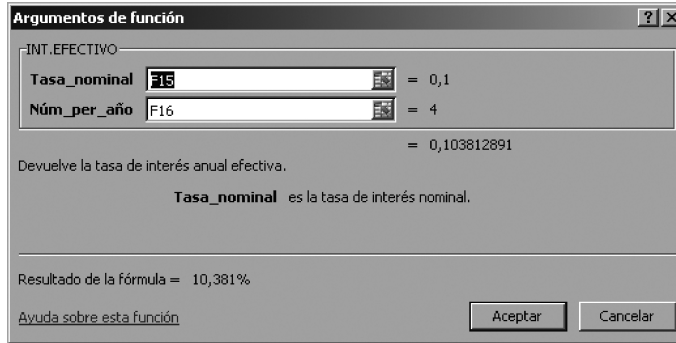 Argumentos de función
INT.EFECTIVO
Tasa_nominal F15 = 0,1
Núm_per_año F16 = 4
= 0,103812891
Devuelve la tasa de interés anual efectiva.
Tasa_nominal es la tasa de interés nominal.
Resultado de la fórmula = 10,381%
Ayuda sobre esta función Aceptar Cancelar